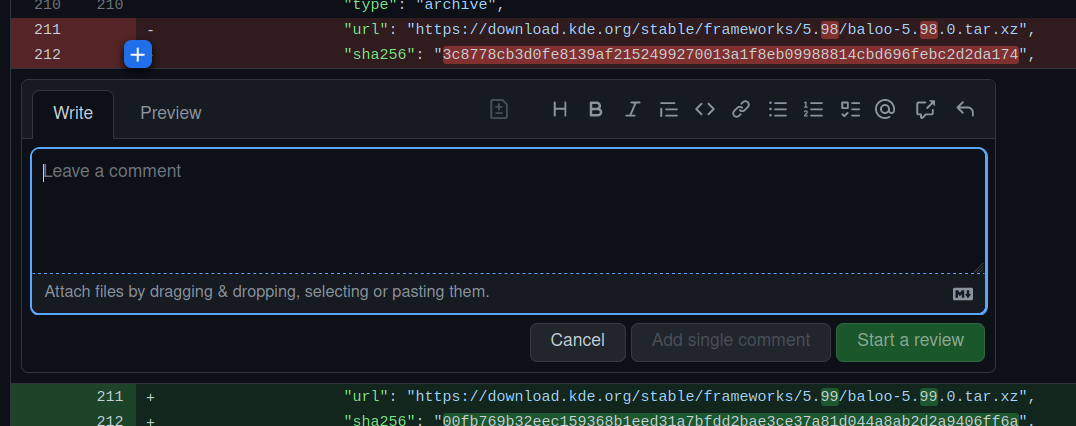 210 210 "type": "archive",
211 - "url": "https://download.kde.org/stable/frameworks/5.98/baloo-5.98.0.tar.xz",
212 + "sha256": "3c8778cb3d0fe8139af2152499270013a1f8eb09988814cbd696febc2d2da174",
Write Preview
Leave a comment
Attach files by dragging & dropping, selecting or pasting them.
Cancel Add single comment Start a review
211 + "url": "https://download.kde.org/stable/frameworks/5.99/baloo-5.99.0.tar.xz",
212 + "sha256": "00fb769b32eec159368b1eed31a7bfdd2bae3ce37a81d044a8ab2d2a9406ff6a",